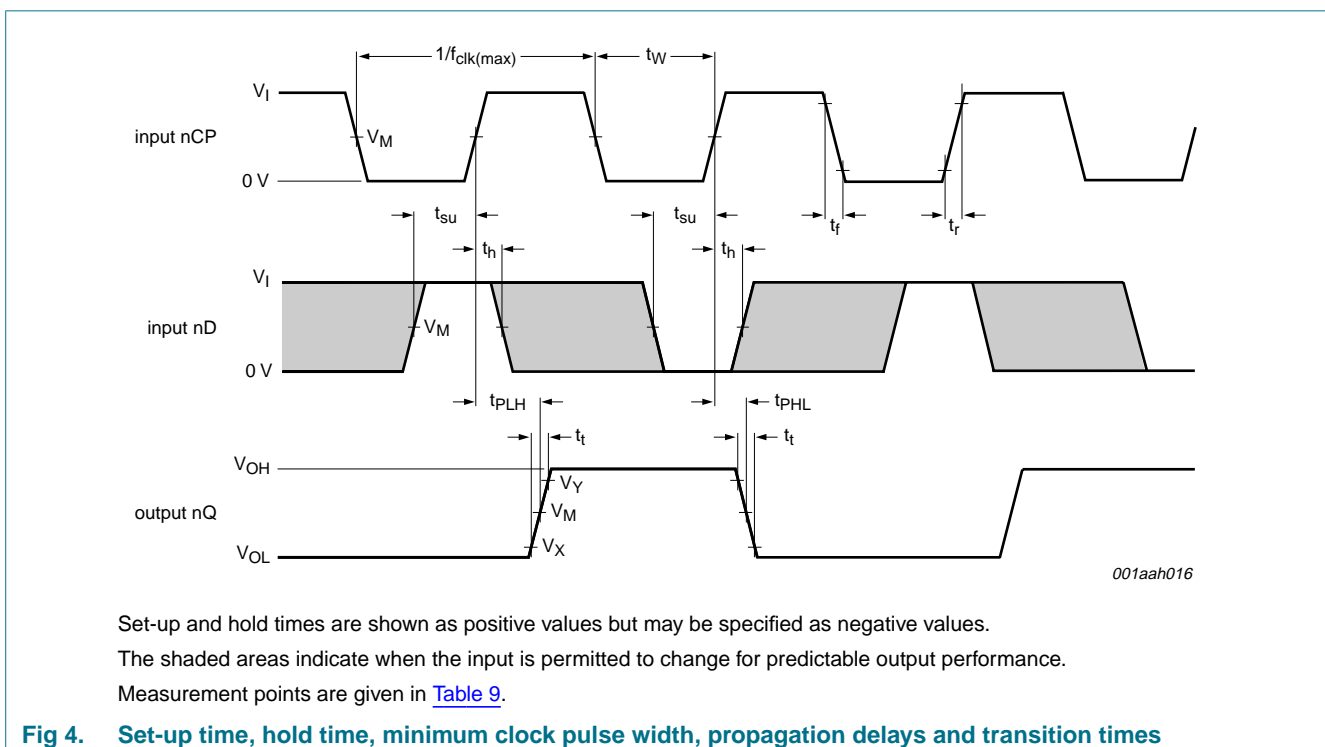 1/fclk(max)
tW
VI
input nCP
VM
0 V
tsu
tsu
tf
tr
th
th
VI
input nD
VM
0 V
tPLH
tPHL
tt
tt
VOH
VY
output nQ
VM
VOL
VX
001aah016
Set-up and hold times are shown as positive values but may be specified as negative values.
The shaded areas indicate when the input is permitted to change for predictable output performance.
Measurement points are given in Table 9.
Fig 4. Set-up time, hold time, minimum clock pulse width, propagation delays and transition times